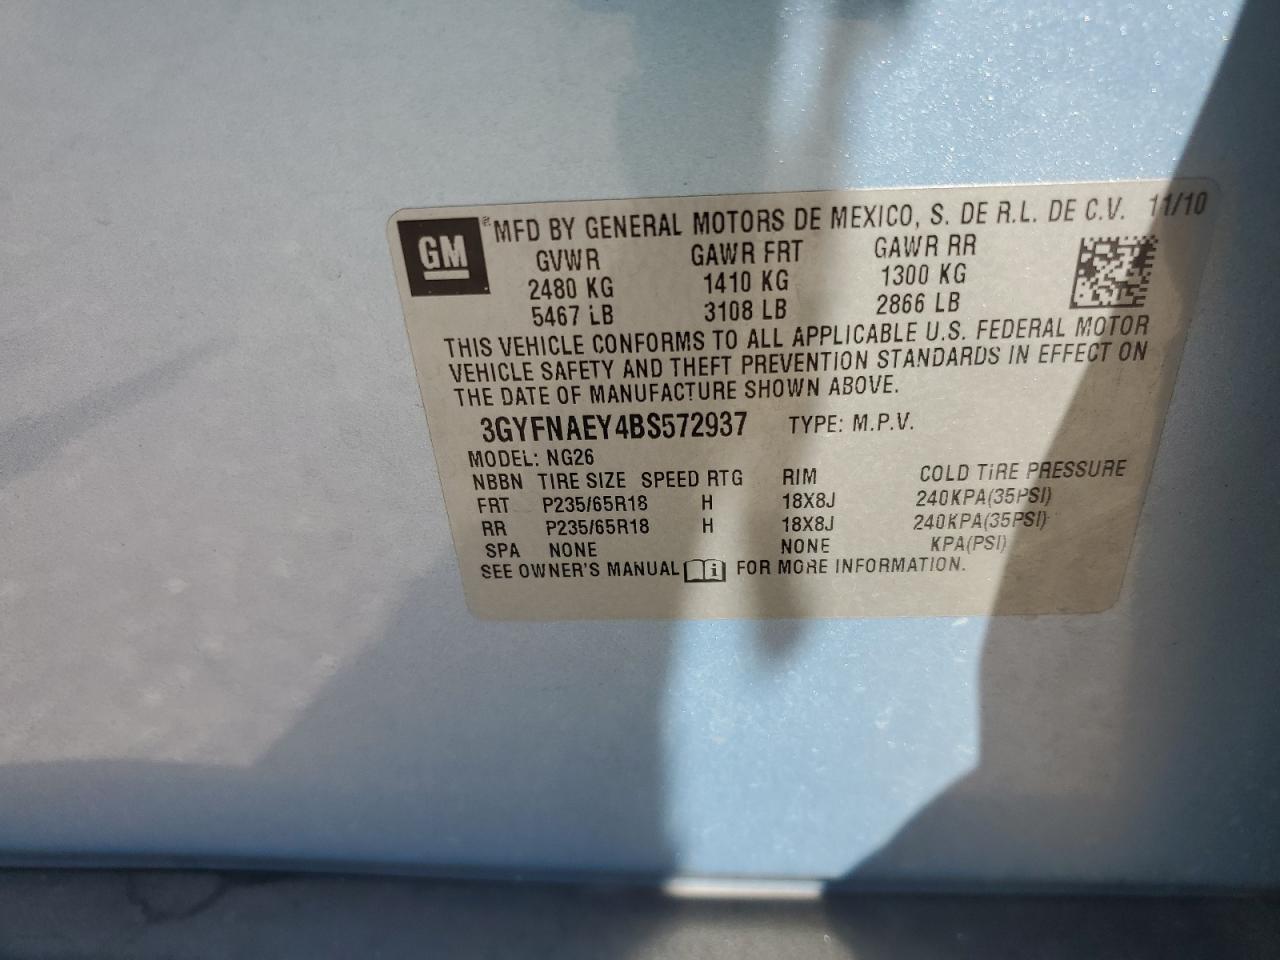 GM
MFD BY GENERAL MOTORS DE MEXICO, S. DE R.L. DE C.V. 11/10
GVWR GAWR FRT GAWR RR
2480 KG 1410 KG 1300 KG
5467 LB 3108 LB 2866 LB
THIS VEHICLE CONFORMS TO ALL APPLICABLE U.S. FEDERAL MOTOR
VEHICLE SAFETY AND THEFT PREVENTION STANDARDS IN EFFECT ON
THE DATE OF MANUFACTURE SHOWN ABOVE.
3GYFNAEY4BS572937 TYPE: M.P.V.
MODEL: NG26
NBBN TIRE SIZE SPEED RTG RIM COLD TIRE PRESSURE
FRT P235/65R18 H 18X8J 240KPA(35PSI)
RR P235/65R18 H 18X8J 240KPA(35PSI)
SPA NONE NONE KPA(PSI)
SEE OWNER'S MANUAL i FOR MORE INFORMATION.